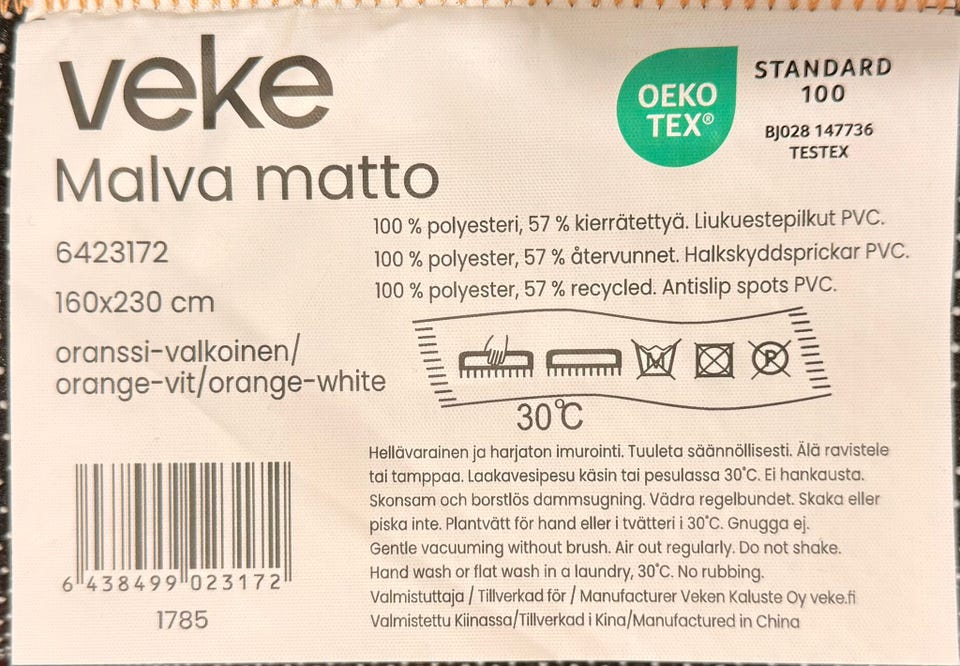 veke
OEKO
TEX®
STANDARD
100
BJ028 147736
TESTEX
Malva matto
6423172
160x230 cm
oranssi-valkoinen/
orange-vit/orange-white
100 % polyesteri, 57 % kierrätettyä. Liukuestepilkut PVC.
100 % polyester, 57 % återvunnet. Halkskyddsprickar PVC.
100 % polyester, 57 % recycled. Antislip spots PVC.
M
P
30°C
Hellävarainen ja harjaton imurointi. Tuuleta säännöllisesti. Älä ravistele
tai tamppaa. Laakavesipesu käsin tai pesulassa 30°C. Ei hankausta.
Skonsam och borstlös dammsugning. Vädra regelbundet. Skaka eller
piska inte. Plantvätt för hand eller i tvätteri i 30°C. Gnugga ej.
Gentle vacuuming without brush. Air out regularly. Do not shake.
Hand wash or flat wash in a laundry, 30°C. No rubbing.
Valmistuttaja / Tillverkad för / Manufacturer Veken Kaluste Oy veke.fi
Valmistettu Kiinassa/Tillverkad i Kina/Manufactured in China
6 438499 023172
1785